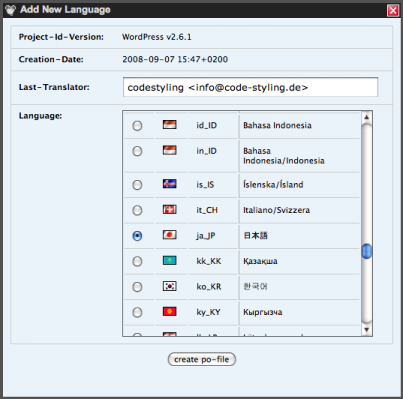 Add New Language
Project-Id-Version: WordPress v2.6.1
Creation-Date: 2008-09-07 15:47+0200
Last-Translator: codestyling <info@code-styling.de>
Language:
id_ID Bahasa Indonesia
in_ID Bahasa
Indonesia/Indonesia
is_IS Íslenska/Ísland
it_CH Italiano/Svizzera
ja_JP 日本語
kk_KK Қазақша
ko_KR 한국어
ky_KY Кыргызча
create po-file